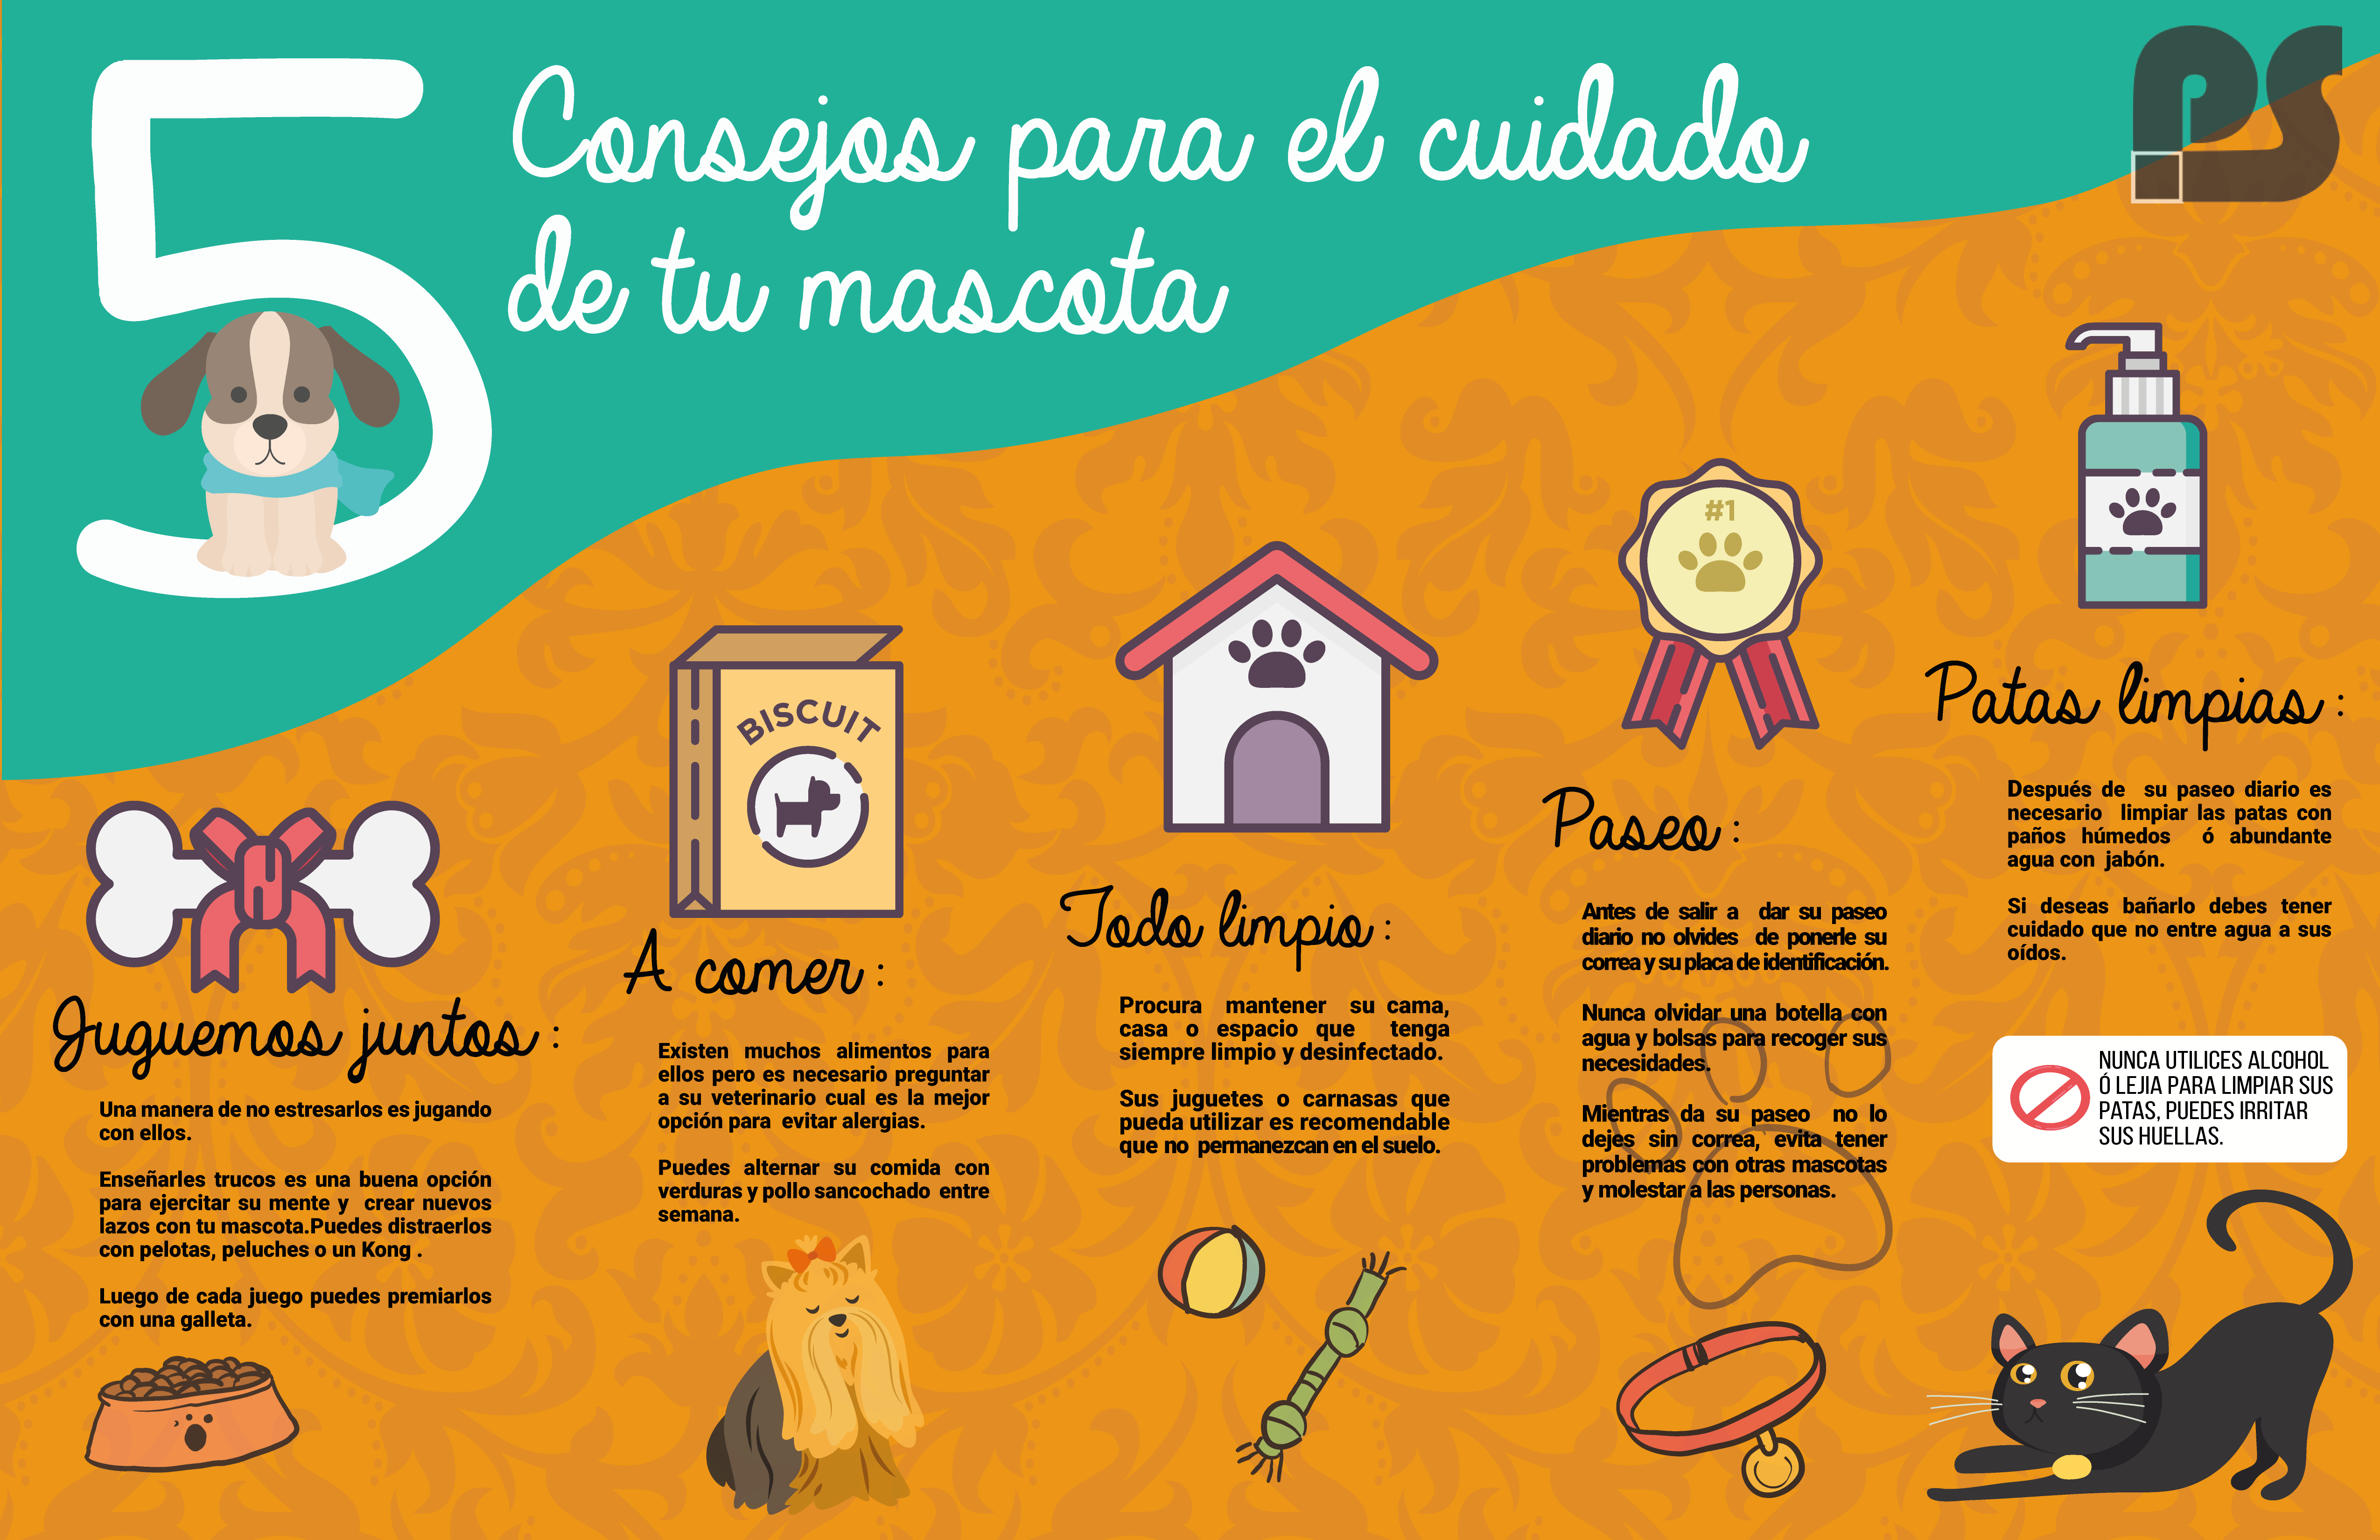 5
Consejos para el cuidado
de tu mascota
PS
Juguemos juntos :
Una manera de no estresarlos es jugando
con ellos.
Enseñarles trucos es una buena opción
para ejercitar su mente y crear nuevos
lazos con tu mascota.Puedes distraerlos
con pelotas, peluches o un Kong .
Luego de cada juego puedes premiarlos
con una galleta.
BISCUIT
A comer :
Existen muchos alimentos para
ellos pero es necesario preguntar
a su veterinario cual es la mejor
opción para evitar alergias.
Puedes alternar su comida con
verduras y pollo sancochado entre
semana.
Todo limpio :
Procura mantener su cama,
casa o espacio que tenga
siempre limpio y desinfectado.
Sus juguetes o carnasas que
pueda utilizar es recomendable
que no permanezcan en el suelo.
#1
Paseo :
Antes de salir a dar su paseo
diario no olvides de ponerle su
correa y su placa de identificación.
Nunca olvidar una botella con
agua y bolsas para recoger sus
necesidades.
Mientras da su paseo no lo
dejes sin correa, evita tener
problemas con otras mascotas
y molestar a las personas.
Patas limpias :
Después de su paseo diario es
necesario limpiar las patas con
paños húmedos ó abundante
agua con jabón.
Si deseas bañarlo debes tener
cuidado que no entre agua a sus
oídos.
NUNCA UTILICES ALCOHOL
Ó LEJIA PARA LIMPIAR SUS
PATAS, PUEDES IRRITAR
SUS HUELLAS.